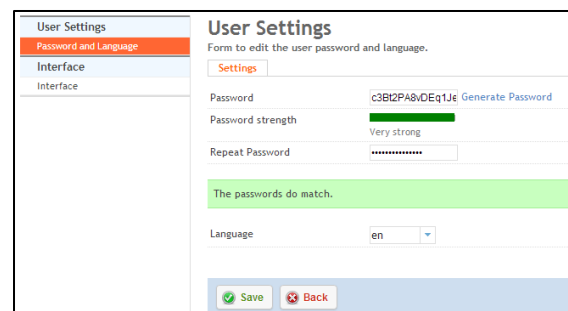 User Settings
Password and Language
Interface
Interface
User Settings
Form to edit the user password and language.
Settings
Password c3Bt2PA8vDEq1Je Generate Password
Password strength
Very strong
Repeat Password ••••••••••••••
The passwords do match.
Language en
Save Back